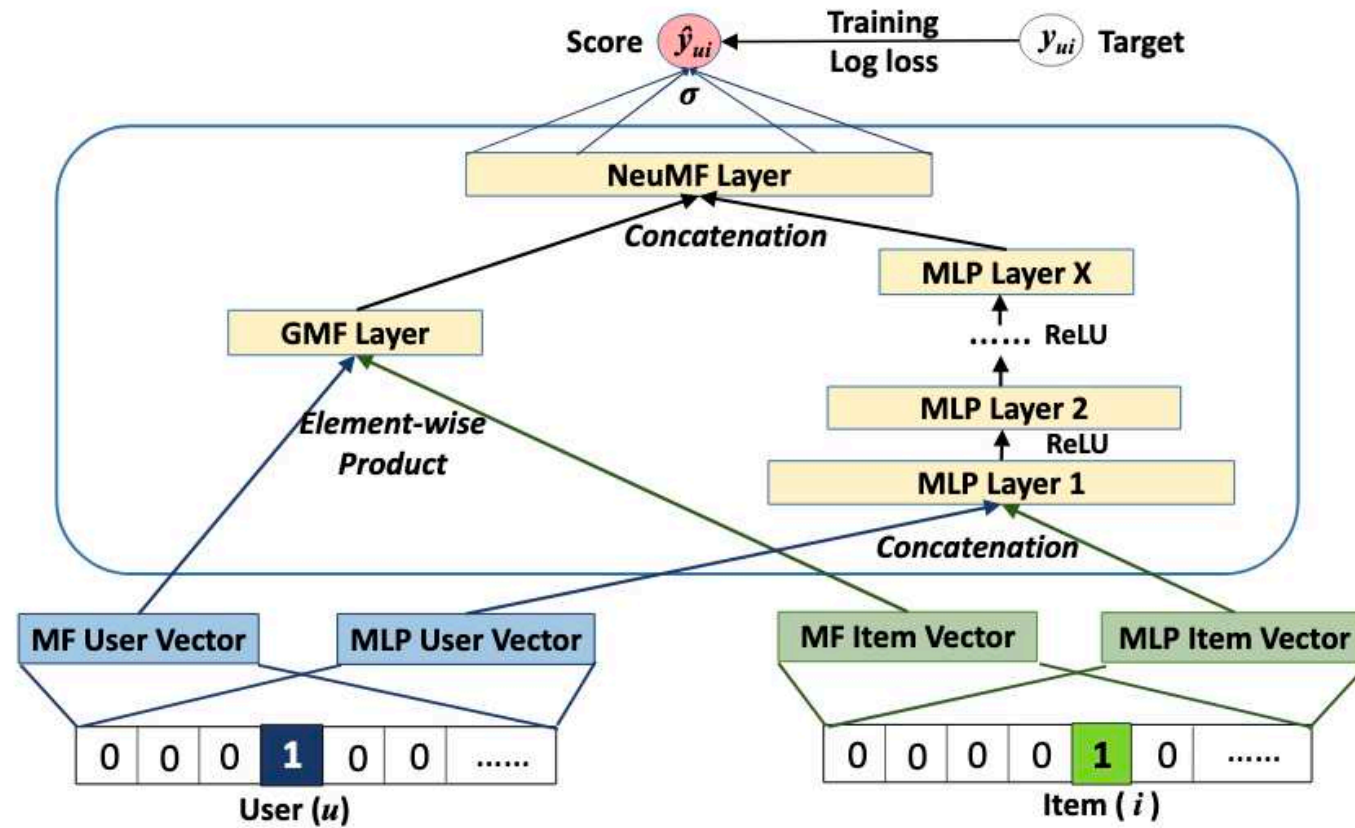 Score ŷui Training yui Target
Log loss
σ
NeuMF Layer
Concatenation
MLP Layer X
GMF Layer
...... ReLU
MLP Layer 2
Element-wise
Product
ReLU
MLP Layer 1
Concatenation
MF User Vector MLP User Vector MF Item Vector MLP Item Vector
0 0 0 1 0 0 ...... 0 0 0 0 1 0 ......
User (u) Item ( i )